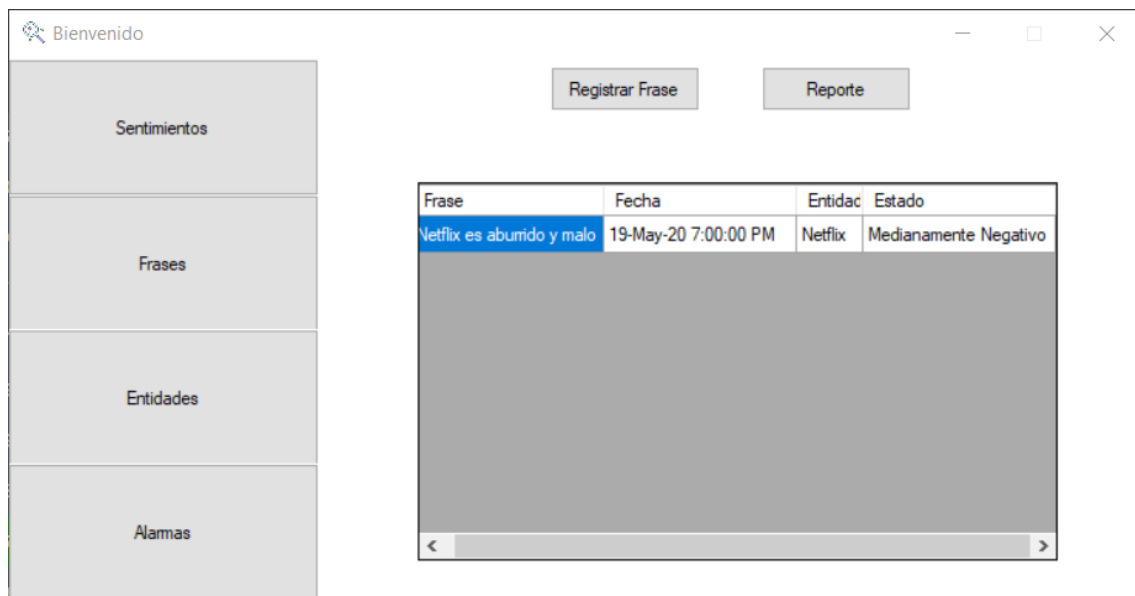 Bienvenido
Sentimientos
Frases
Entidades
Alarmas
Registrar Frase Reporte
Frase Fecha Entidad Estado
Netflix es aburrido y malo 19-May-20 7:00:00 PM Netflix Medianamente Negativo